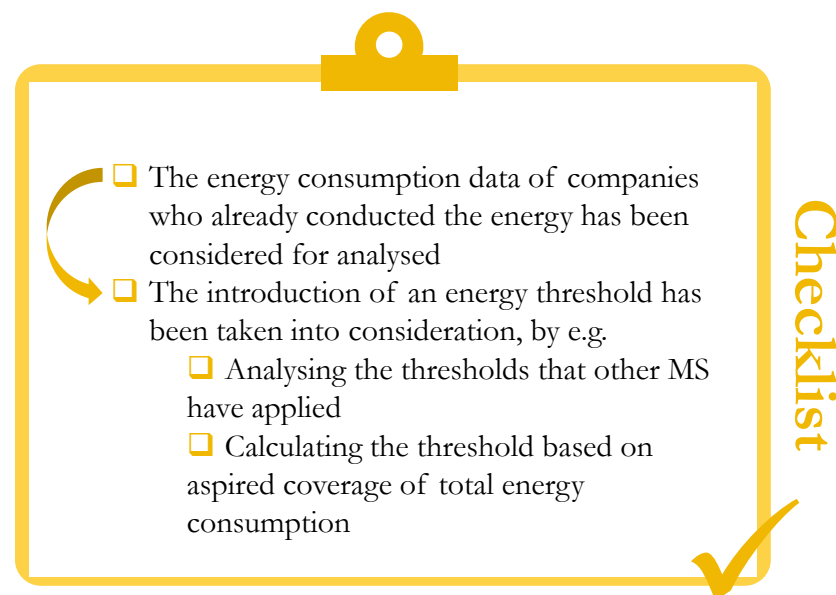 ❑ The energy consumption data of companies
who already conducted the energy has been
considered for analysed
❑ The introduction of an energy threshold has
been taken into consideration, by e.g.
❑ Analysing the thresholds that other MS
have applied
❑ Calculating the threshold based on
aspired coverage of total energy
consumption
Checklist